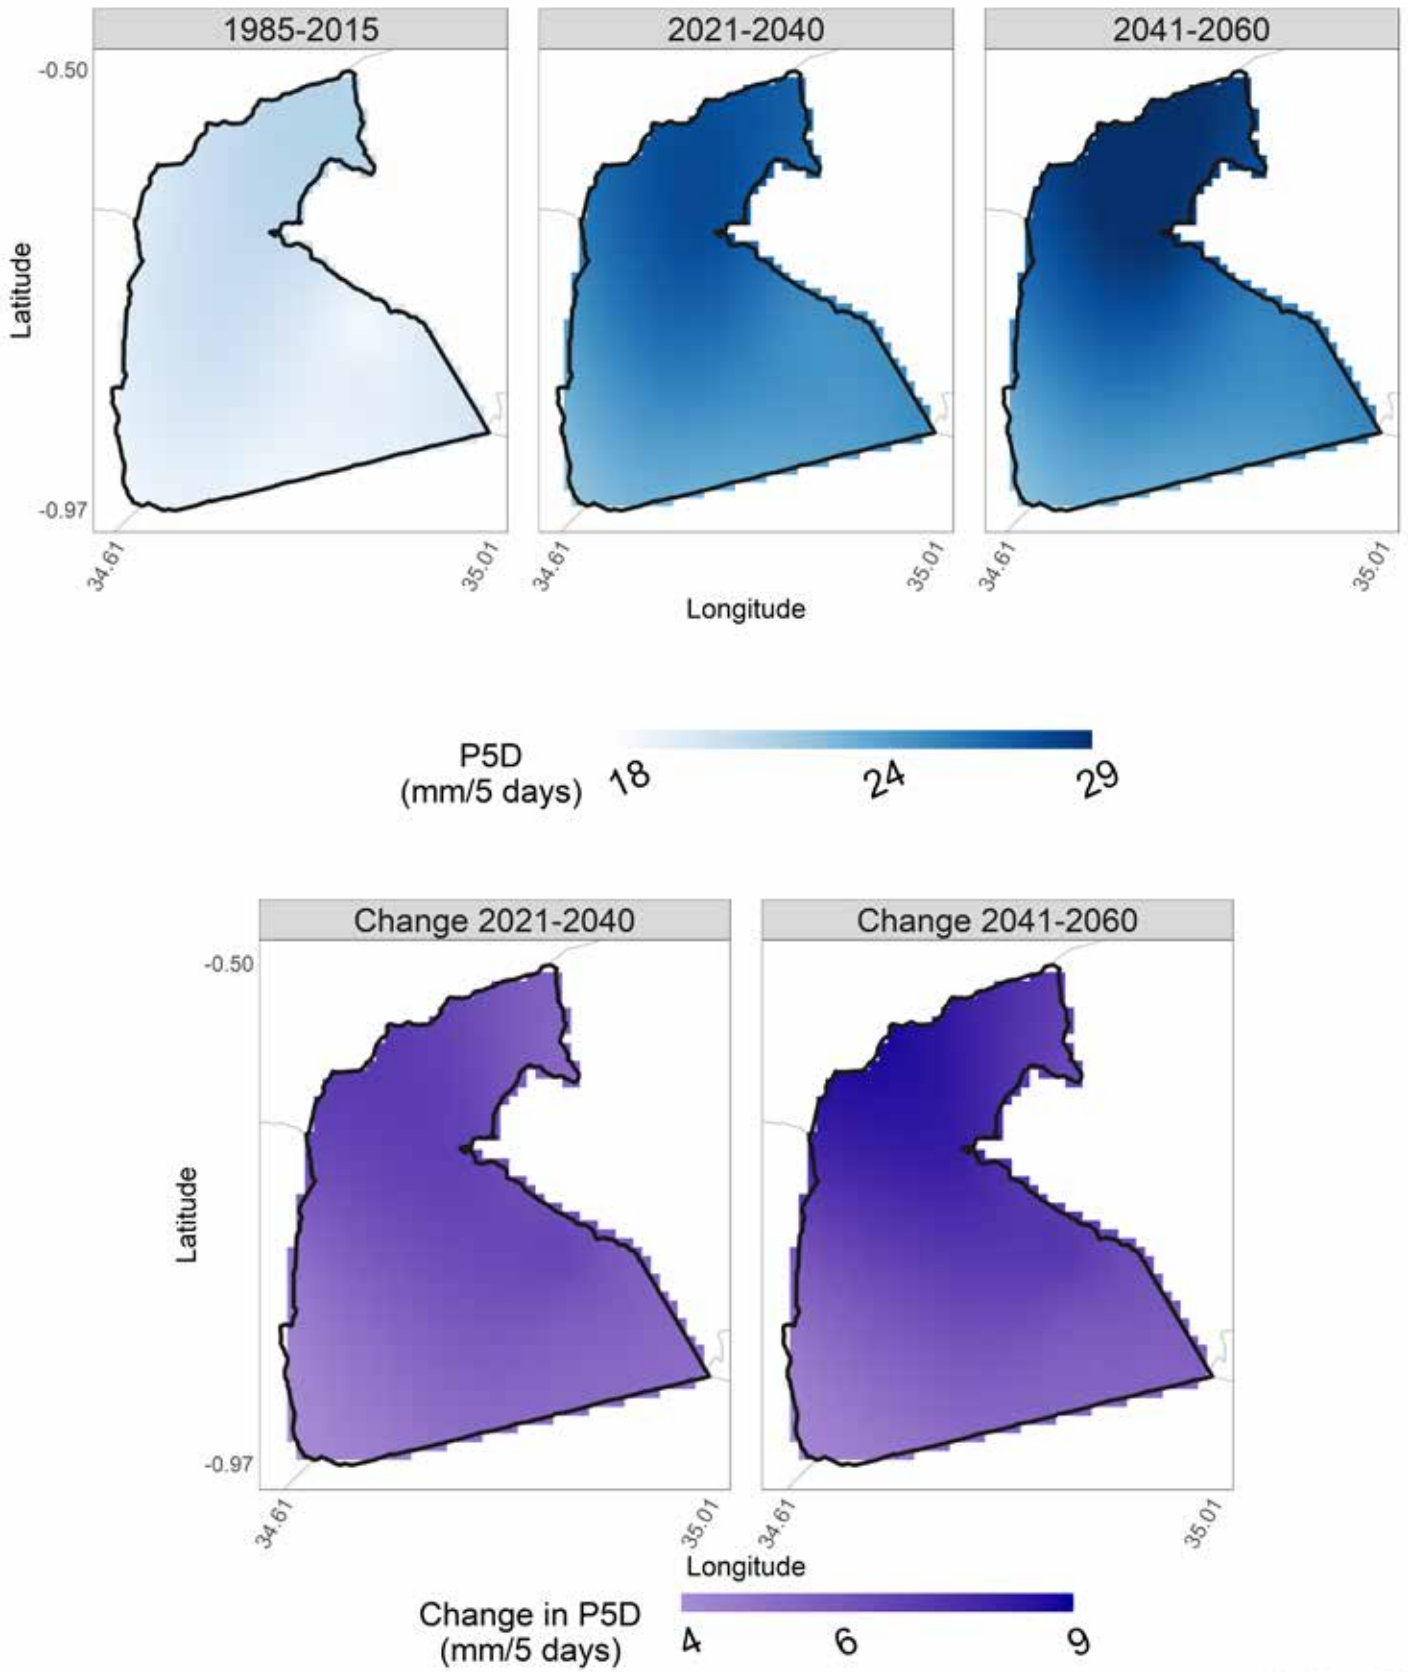 1985-2015
2021-2040
2041-2060
-0.50
Latitude
-0.97
34.61
35.01
34.61
35.01
34.61
35.01
Longitude
P5D
(mm/5 days)
18
24
29
Change 2021-2040
Change 2041-2060
-0.50
Latitude
-0.97
34.61
35.01
34.61
35.01
Longitude
Change in P5D
(mm/5 days)
4
6
9